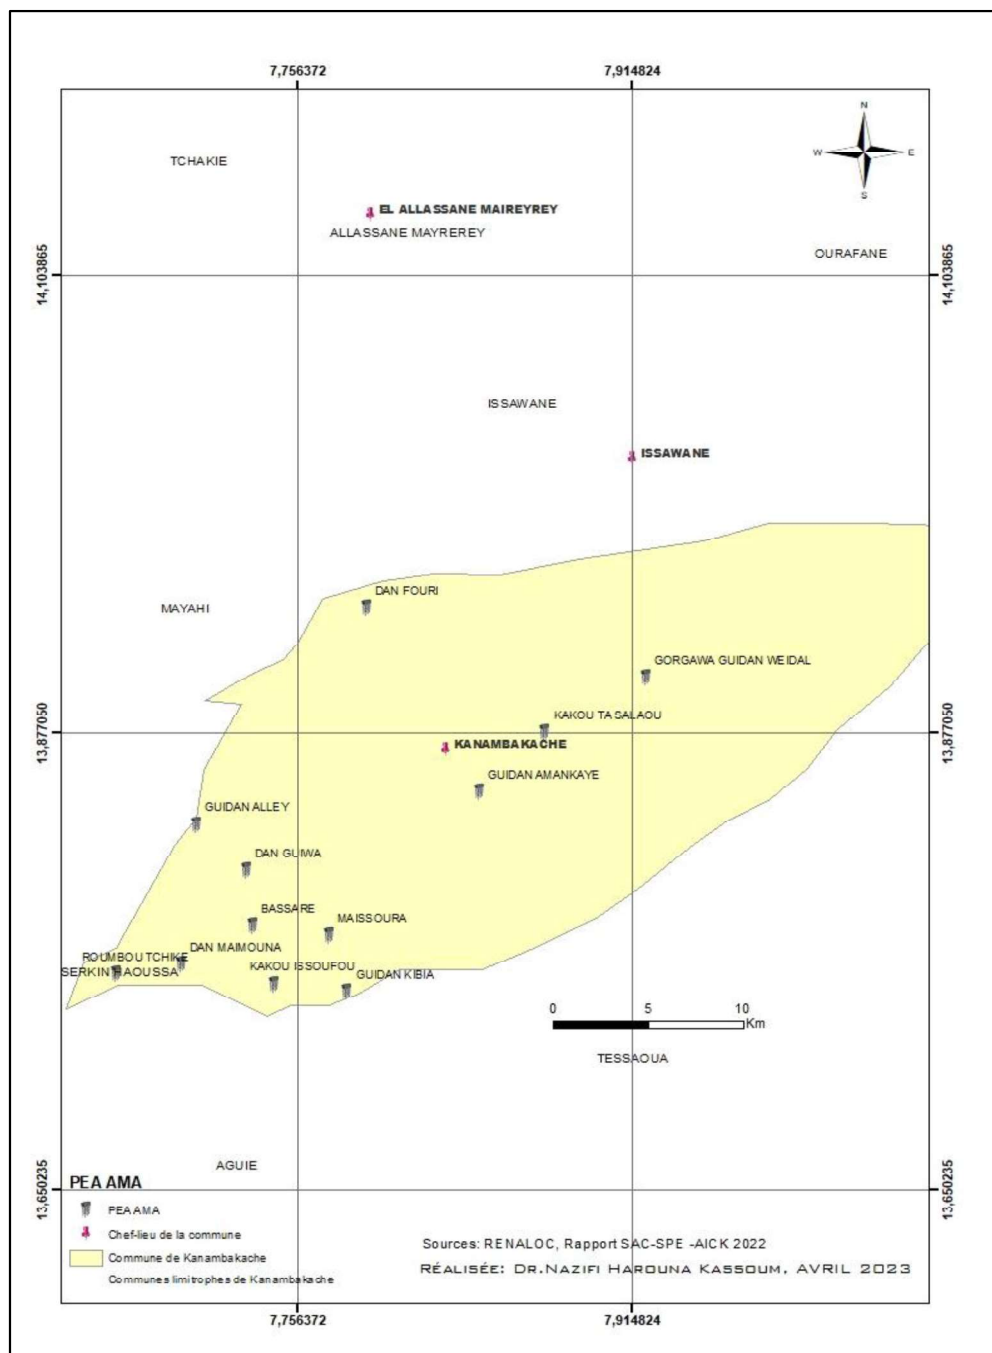 7,756372
7,914824
N
W
E
S
TCHAKIE
EL ALLASSANE MAIREYREY
ALLASSANE MAYREREY
OURAFANE
14,103865
14,103865
ISSAWANE
ISSAWANE
DAN FOURI
MAYAHI
GORGAWA GUIDAN WEIDAL
KAKOU TA SALAOU
13,877050
13,877050
KANAMBAKACHE
GUIDAN AMANKAYE
GUIDAN ALLEY
DAN GUIWA
BASSARE
MAISSOURA
DAN MAIMOUNA
ROUMBOU TCHIKE
SERKIN HAOUSSA
KAKOU ISSOUFOU
GUIDAN KIBIA
0 5 10
Km
TESSAOUA
AGUIE
13,650235
13,650235
PEA AMA
PEA AMA
Chef-lieu de la commune
Commune de Kanambakache
Communes limitrophes de Kanambakache
Sources: RENALOC, Rapport SAC-SPE -AICK 2022
RÉALISÉE: DR.NAZIFI HAROUNA KASSOUM, AVRIL 2023
7,756372
7,914824